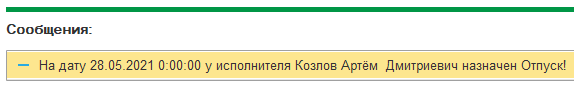 Сообщения:
На дату 28.05.2021 0:00:00 у исполнителя Козлов Артём  Дмитриевич назначен Отпуск!